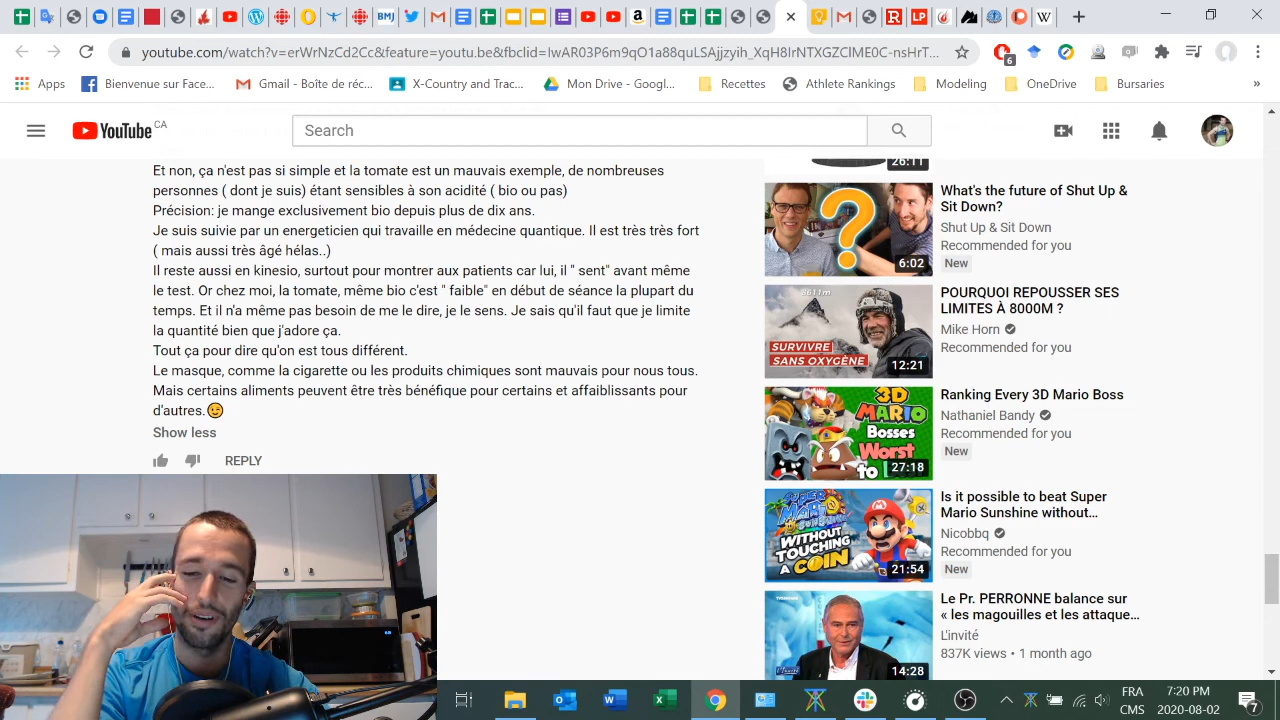 youtube.com/watch?v=erWrNzCd2Cc&feature=youtu.be&fbclid=IwAR03P6m9qO1a88quLSAjjzyih_XqH8IrNTXGZClME0C-nsHrT...
6
Apps
Bienvenue sur Face...
Gmail - Boîte de réc...
X-Country and Trac...
Mon Drive - Googl...
Recettes
Athlete Rankings
Modeling
OneDrive
Bursaries
»
YouTube CA
Search
Et non, ça n'est pas si simple et la tomate est un mauvais exemple, de nombreuses
personnes ( dont je suis) étant sensibles à son acidité ( bio ou pas)
Précision: je mange exclusivement bio depuis plus de dix ans.
Je suis suivie par un energeticien qui travaille en médecine quantique. Il est très très fort
( mais aussi très âgé hélas..)
Il reste aussi en kinesio, surtout pour montrer aux patients car lui, il " sent" avant même
le test. Or chez moi, la tomate, même bio c'est " faible" en début de séance la plupart du
temps. Et il n'a même pas besoin de me le dire, je le sens. Je sais qu'il faut que je limite
la quantité bien que j'adore ça.
Tout ça pour dire qu'on est tous différent.
Le mal, comme la cigarette ou les produits chimiques sont mauvais pour nous tous.
Mais certains aliments peuvent être très bénéfique pour certains et affaiblissants pour
d'autres.😉
Show less
REPLY
26:11
?
6:02
What's the future of Shut Up &
Sit Down?
Shut Up & Sit Down
Recommended for you
New
8611m
SURVIVRE
SANS OXYGÈNE
12:21
POURQUOI REPOUSSER SES
LIMITES À 8000M ?
Mike Horn
Recommended for you
3D
MARIO
Bosses
Worst
to
27:18
Ranking Every 3D Mario Boss
Nathaniel Bandy
Recommended for you
New
SUPER
MARIO
SUNSHINE
WITHOUT
TOUCHING
A COIN
21:54
Is it possible to beat Super
Mario Sunshine without...
Nicobbq
Recommended for you
New
14:28
Le Pr. PERRONNE balance sur
« les magouilles et les attaque...
L'invité
837K views • 1 month ago
FRA
CMS
7:20 PM
2020-08-02
7